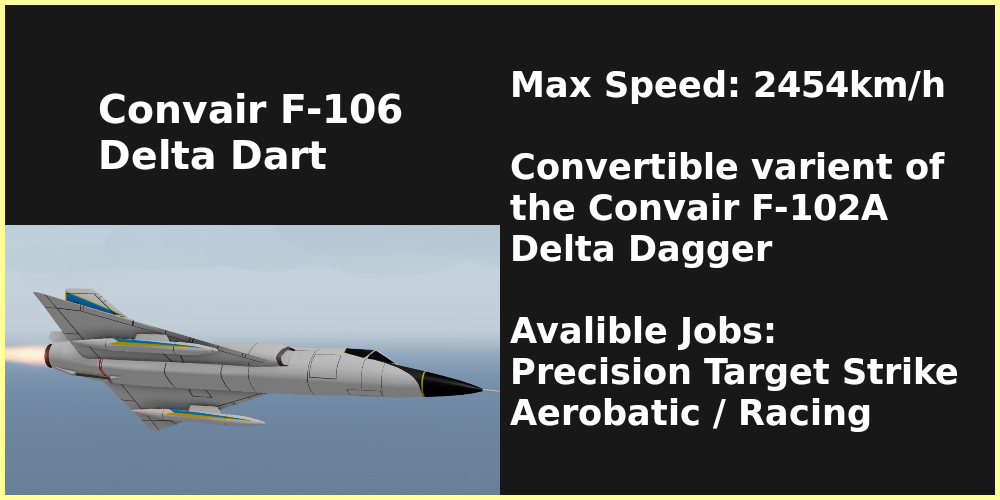 Convair F-106
Delta Dart
Max Speed: 2454km/h
Convertible varient of
the Convair F-102A
Delta Dagger
Avalible Jobs:
Precision Target Strike
Aerobatic / Racing